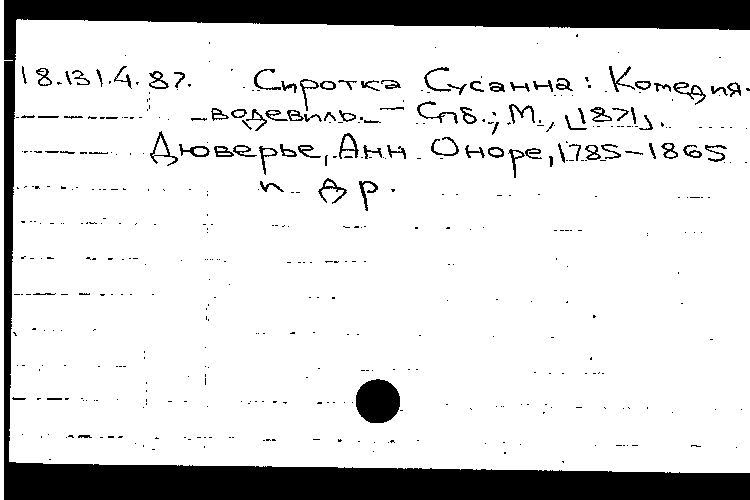 18.131.4.87. Сиротка Сусанна: Комедия-
водевиль. – Спб.; М., [1871].
Дюверье, Анн Оноре, 1785-1865
и др.